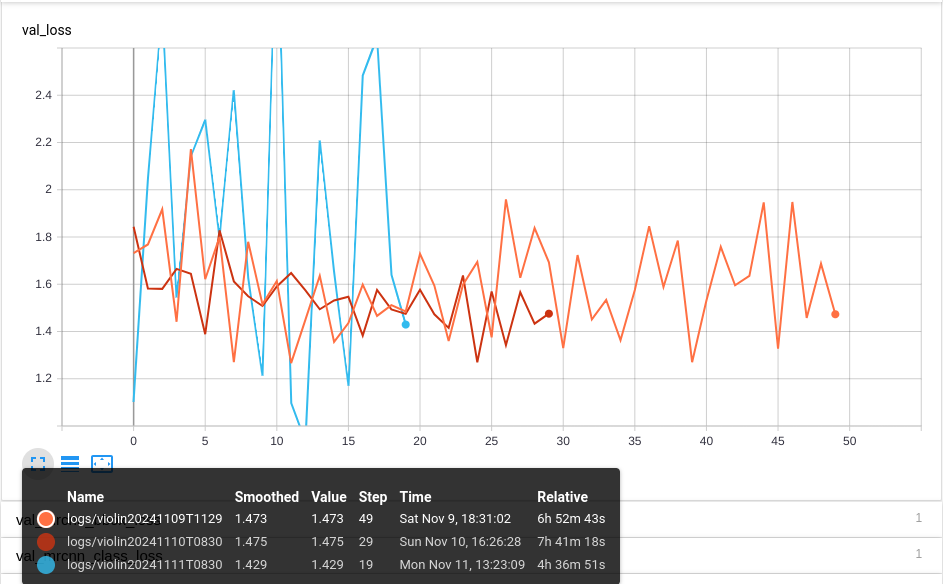 val_loss
2.4
2.2
2
1.8
1.6
1.4
1.2
0 5 10 15 20 25 30 35 40 45 50
Name Smoothed Value Step Time Relative
logs/violin20241109T1129 1.473 1.473 49 Sat Nov 9, 18:31:02 6h 52m 43s
1
logs/violin20241110T0830 1.475 1.475 29 Sun Nov 10, 16:26:28 7h 41m 18s
val_mrcnn_class_loss 1
logs/violin20241111T0830 1.429 1.429 19 Mon Nov 11, 13:23:09 4h 36m 51s